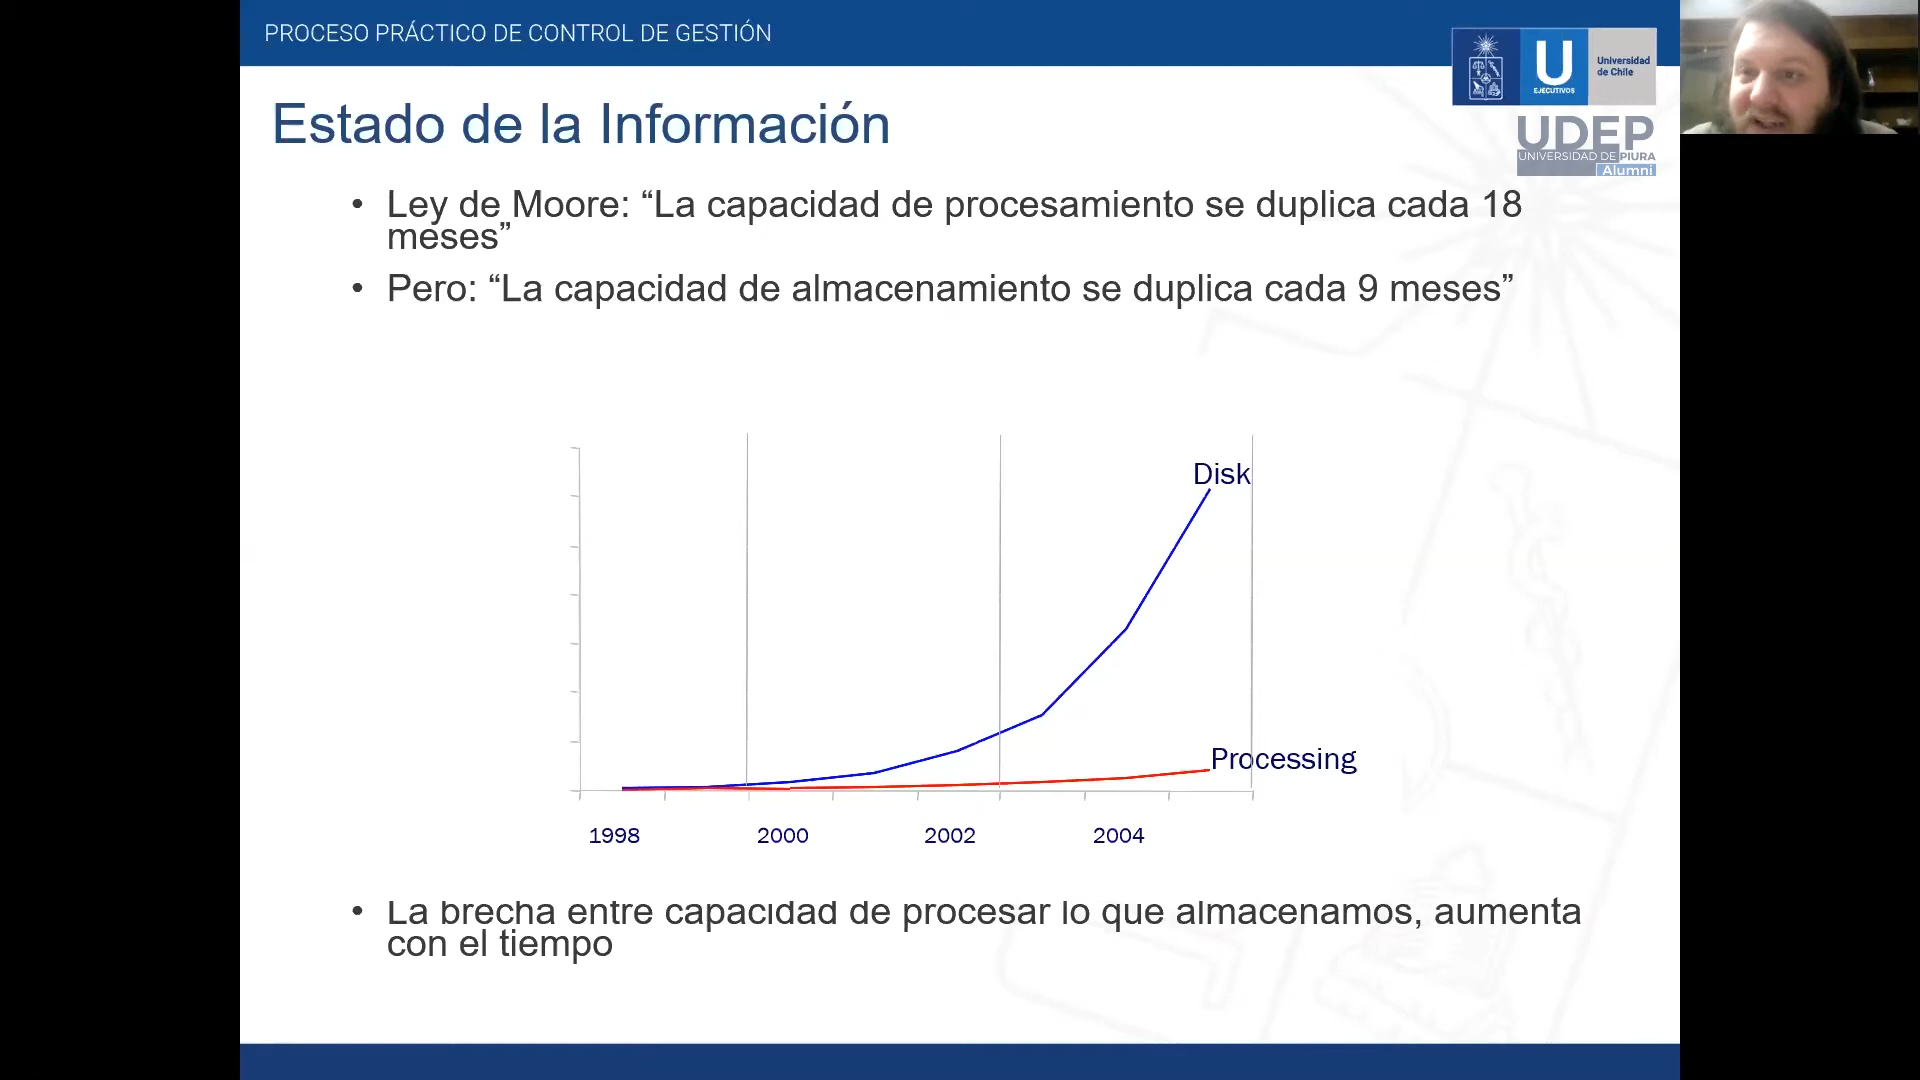 PROCESO PRÁCTICO DE CONTROL DE GESTIÓN
U
EJECUTIVOS
Universidad
de Chile
UDEP
UNIVERSIDAD DE PIURA
Alumni
Estado de la Información
• Ley de Moore: “La capacidad de procesamiento se duplica cada 18
meses”
• Pero: “La capacidad de almacenamiento se duplica cada 9 meses”
Disk
Processing
1998 2000 2002 2004
• La brecha entre capacidad de procesar lo que almacenamos, aumenta
con el tiempo